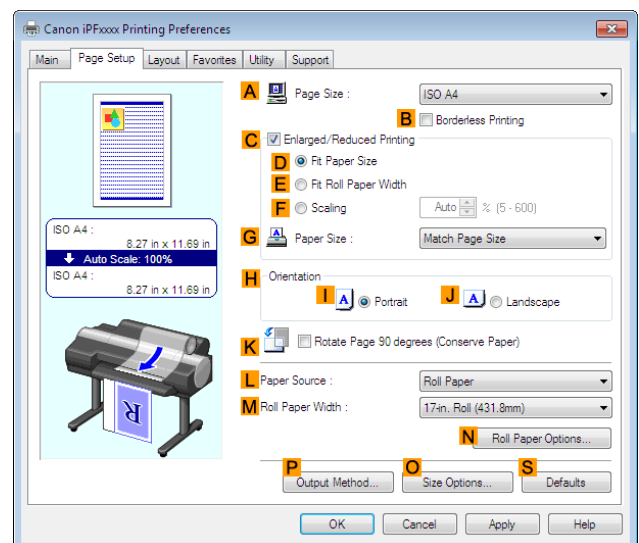 Canon iPFxxxx Printing Preferences
Main Page Setup Layout Favorites Utility Support
A Page Size : ISO A4
B Borderless Printing
C Enlarged/Reduced Printing
D Fit Paper Size
E Fit Roll Paper Width
F Scaling Auto % (5 - 600)
G Paper Size : Match Page Size
ISO A4 :
8.27 in x 11.69 in
Auto Scale: 100%
ISO A4 :
8.27 in x 11.69 in
H Orientation
I A Portrait J A Landscape
K Rotate Page 90 degrees (Conserve Paper)
L Paper Source : Roll Paper
M Roll Paper Width : 17-in. Roll (431.8mm)
N Roll Paper Options...
P Output Method... O Size Options... S Defaults
R
OK Cancel Apply Help